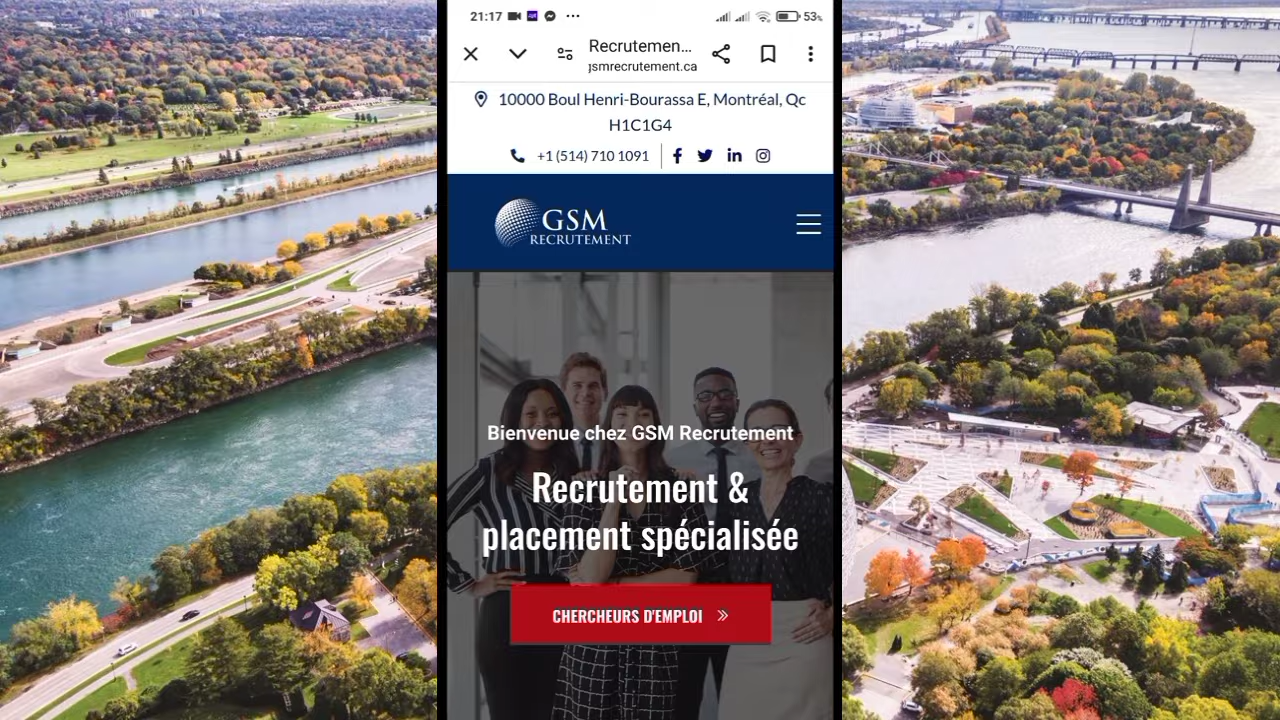 21:17
53%
Recrutemen...
gsmrecrutement.ca
10000 Boul Henri-Bourassa E, Montréal, Qc
H1C1G4
+1 (514) 710 1091
GSM
RECRUTEMENT
Bienvenue chez GSM Recrutement
Recrutement &
placement spécialisée
CHERCHEURS D'EMPLOI